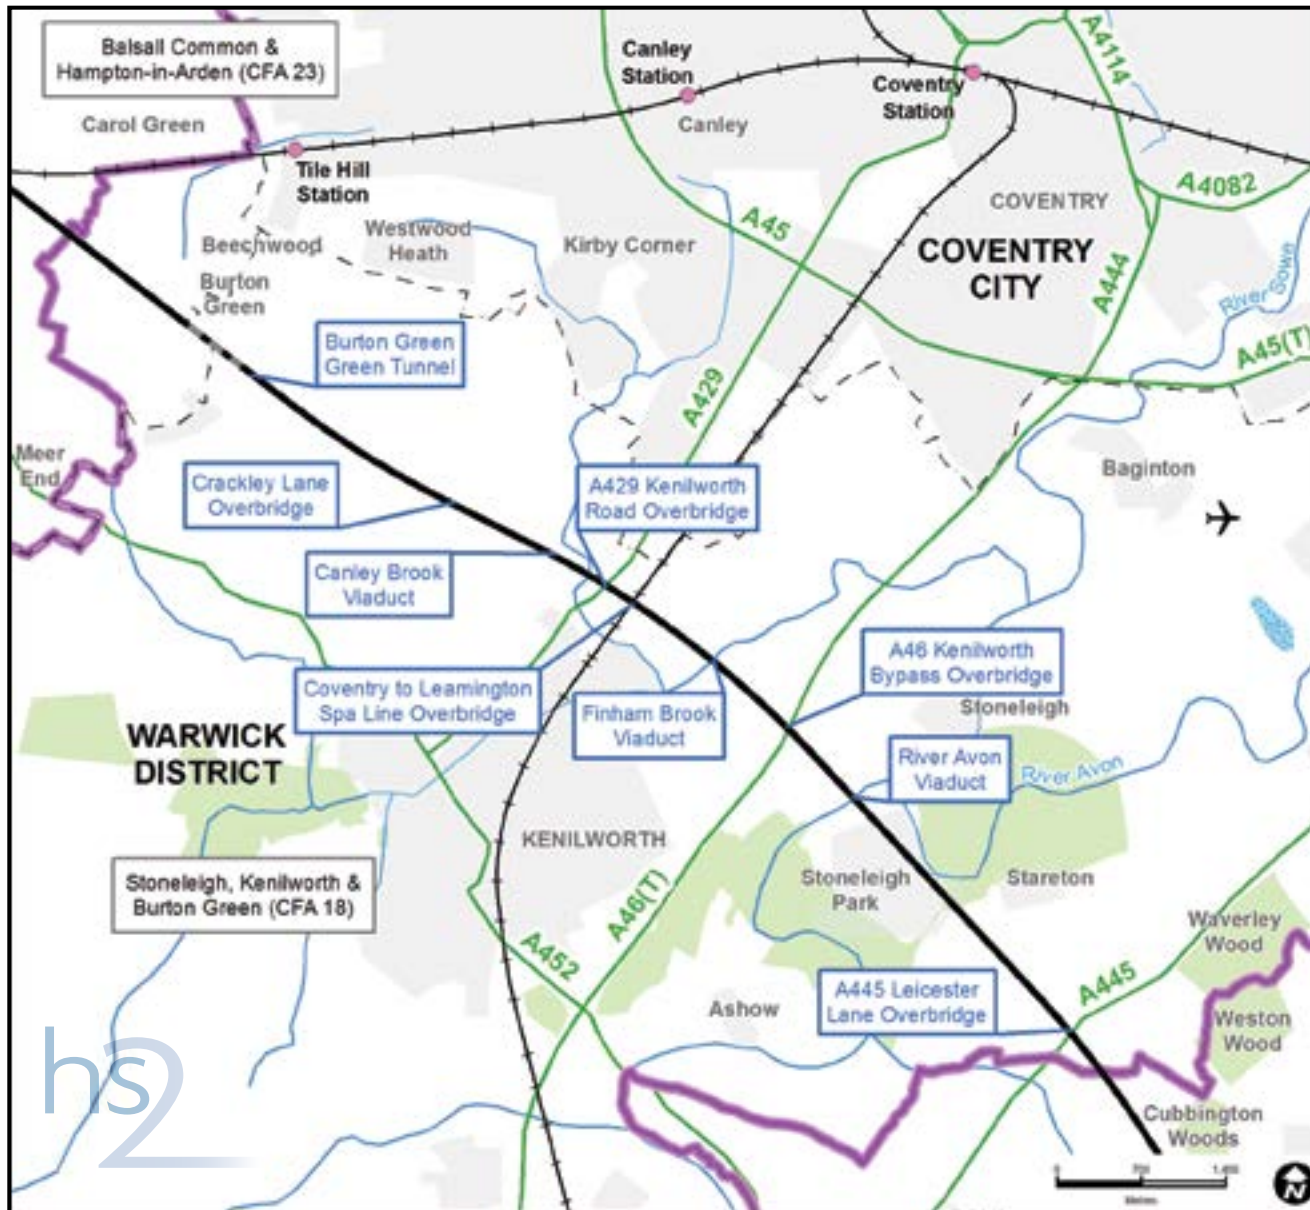 Balsall Common &
Hampton-in-Arden (CFA 23)
Canley
Station
Coventry
Station
A4114
Carol Green
Canley
Tile Hill
Station
A4082
COVENTRY
A45
Westwood
Heath
Kirby Corner
Beechwood
COVENTRY
CITY
Burton
Green
A444
River Sown
Burton Green
Green Tunnel
A45(T)
A429
Meer
End
Baginton
Crackley Lane
Overbridge
A429 Kenilworth
Road Overbridge
Canley Brook
Viaduct
A46 Kenilworth
Bypass Overbridge
Coventry to Leamington
Spa Line Overbridge
Finham Brook
Viaduct
Stoneleigh
WARWICK
DISTRICT
River Avon
Viaduct
River Avon
KENILWORTH
Stoneleigh, Kenilworth &
Burton Green (CFA 18)
Stoneleigh
Park
Stareton
A46(T)
Waverley
Wood
A452
A445
Ashow
A445 Leicester
Lane Overbridge
Weston
Wood
hs2
Cubbington
Woods
0
Metres
N